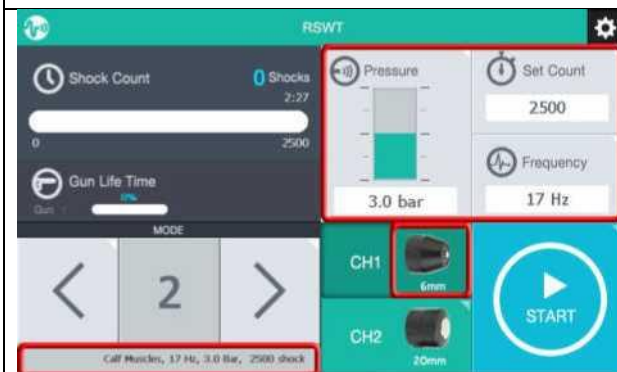 RSWT
Shock Count
0 Shocks
2:27
0
2500
Gun Life Time
0%
Gun
MODE
2
Calf Muscles, 17 Hz, 3.0 Bar, 2500 shock
Pressure
3.0 bar
Set Count
2500
Frequency
17 Hz
CH1
6mm
CH2
20mm
START